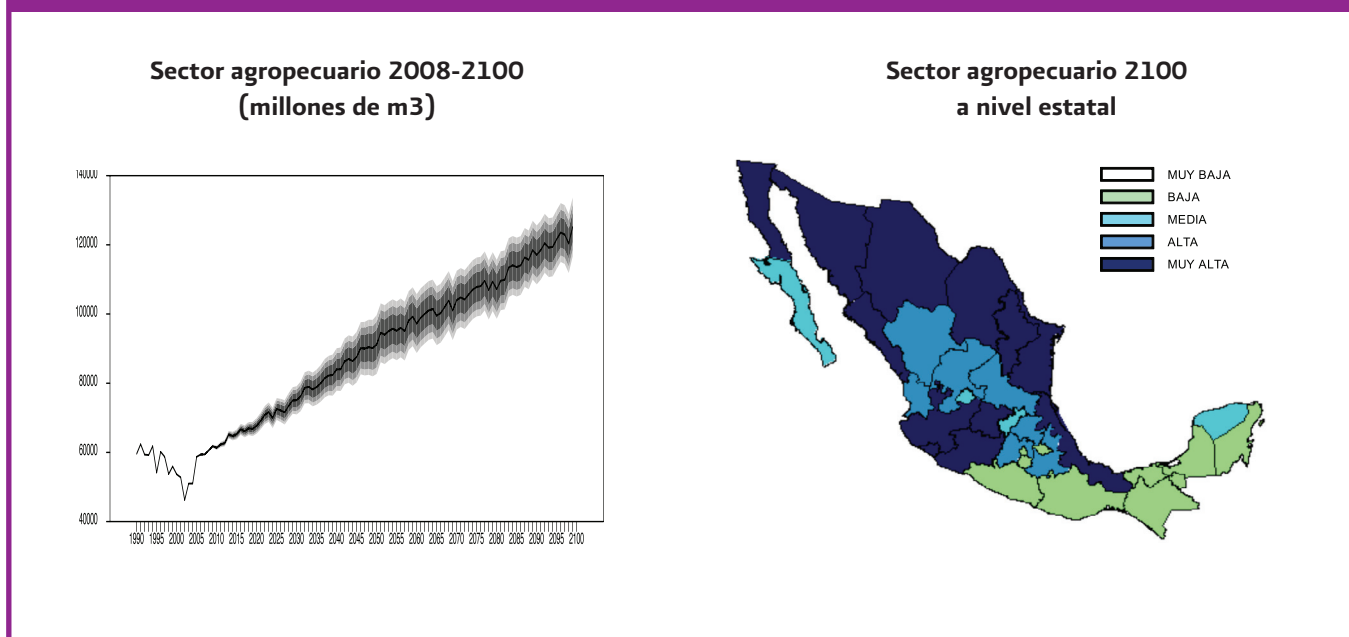 Sector agropecuario 2008-2100
(millones de m3)
140000
120000
100000
80000
60000
40000
1990 1995 2000 2005 2010 2015 2020 2025 2030 2035 2040 2045 2050 2055 2060 2065 2070 2075 2080 2085 2090 2095 2100
Sector agropecuario 2100
a nivel estatal
MUY BAJA
BAJA
MEDIA
ALTA
MUY ALTA